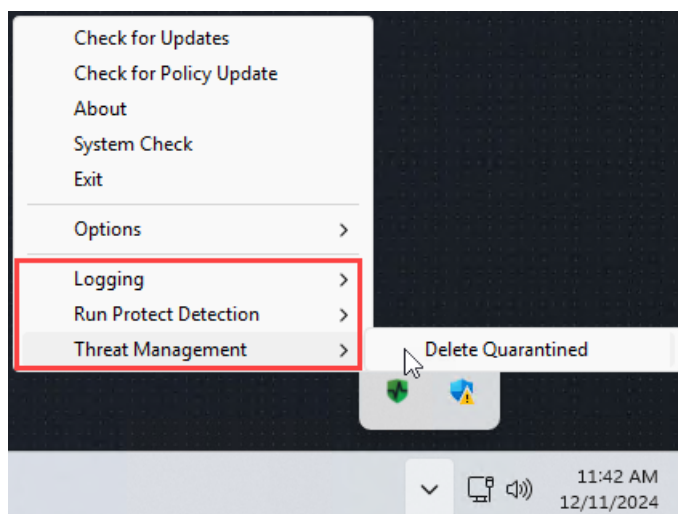 Check for Updates
Check for Policy Update
About
System Check
Exit
Options
Logging
Run Protect Detection
Threat Management
Delete Quarantined
11:42 AM
12/11/2024